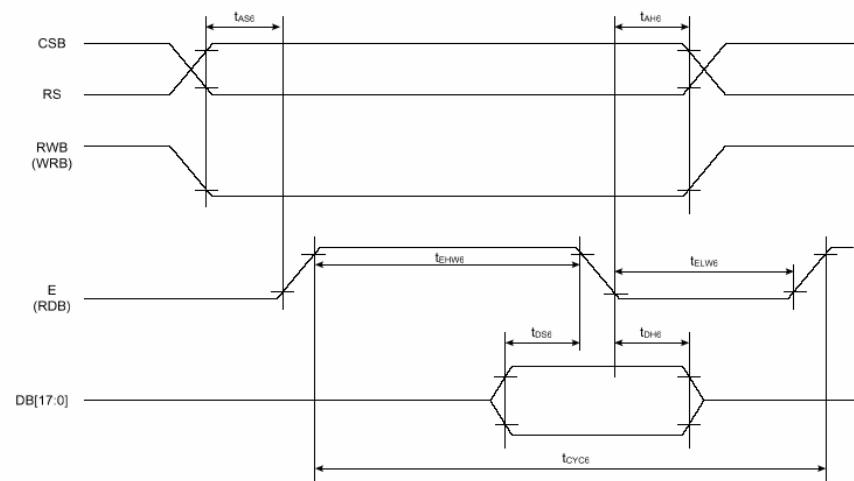 tAS6
tAH6
CSB
RS
RWB
(WRB)
tEHW6
tELW6
E
(RDB)
tDS6
tDH6
DB[17:0]
tCYC6